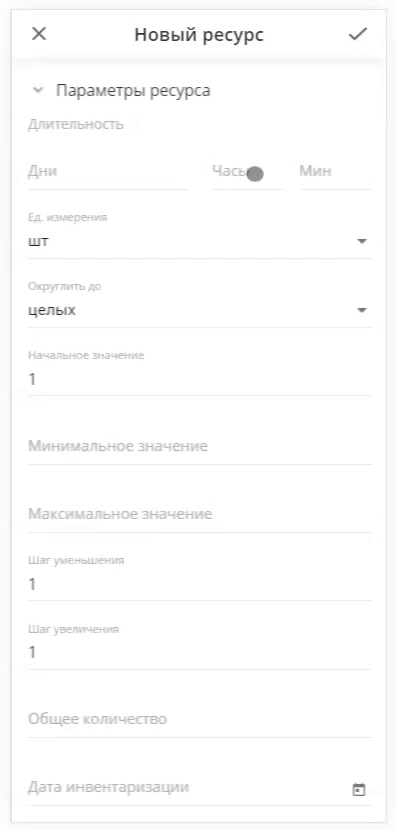 Новый ресурс
Параметры ресурса
Длительность
Дни Часы Мин
Ед. измерения
шт
Округлить до
целых
Начальное значение
1
Минимальное значение
Максимальное значение
Шаг уменьшения
1
Шаг увеличения
1
Общее количество
Дата инвентаризации